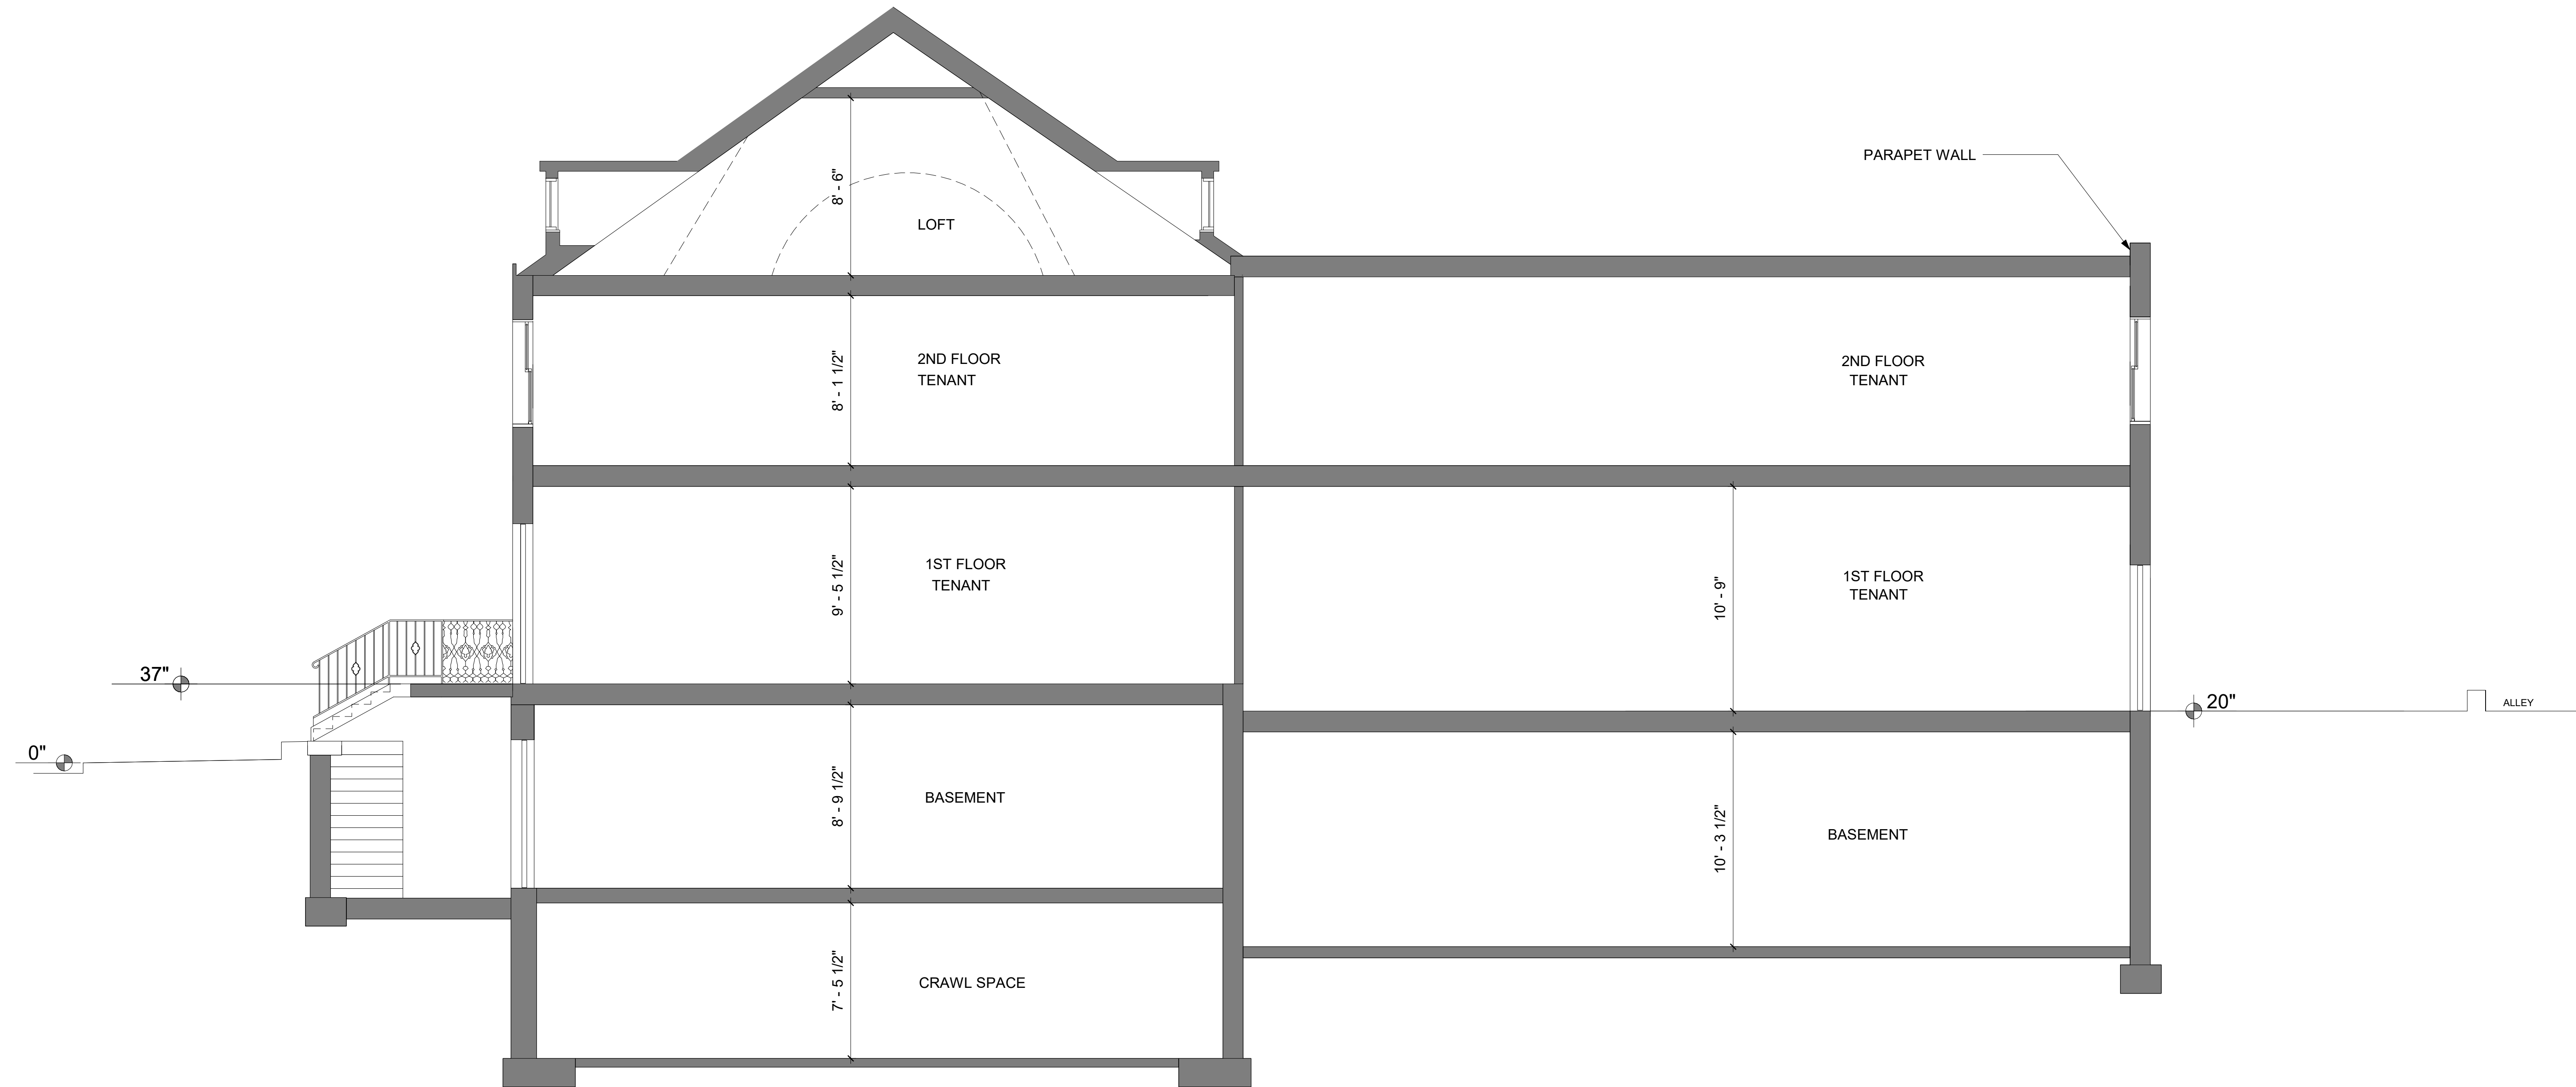 PARAPET WALL
8' - 6"
LOFT
8' - 1 1/2"
2ND FLOOR
TENANT
2ND FLOOR
TENANT
9' - 5 1/2"
1ST FLOOR
TENANT
10' - 9"
1ST FLOOR
TENANT
37"
20"
ALLEY
0"
8' - 9 1/2"
BASEMENT
10' - 3 1/2"
BASEMENT
7' - 5 1/2"
CRAWL SPACE